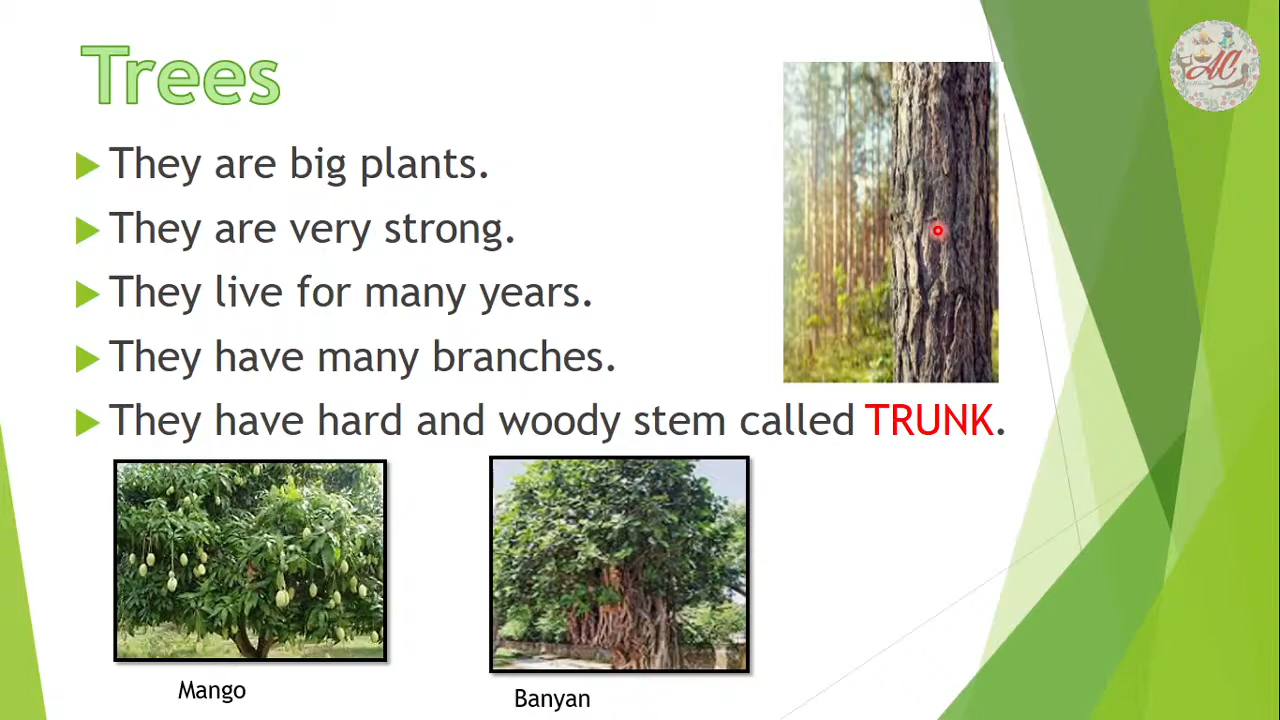 Trees
They are big plants.
They are very strong.
They live for many years.
They have many branches.
They have hard and woody stem called TRUNK.
Mango
Banyan
AC